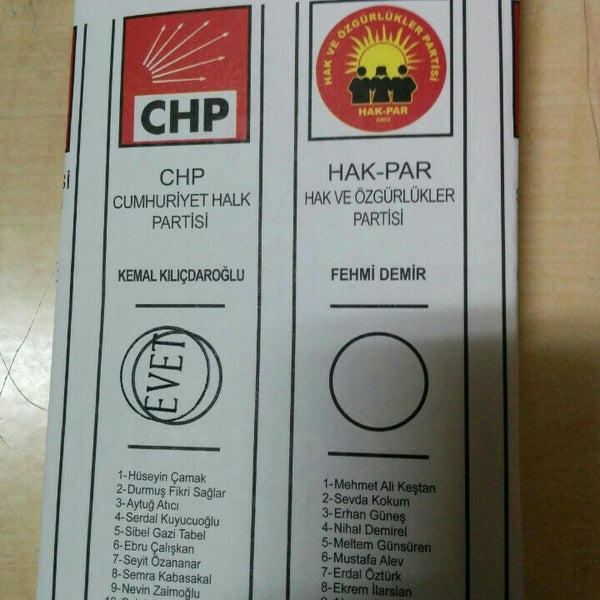 CHP
CHP
CUMHURİYET HALK
PARTİSİ
KEMAL KILIÇDAROĞLU
EVET
1-Hüseyin Çamak
2-Durmuş Fikri Sağlar
3-Aytuğ Atıcı
4-Serdal Kuyucuoğlu
5-Sibel Gazi Tabel
6-Ebru Çalışkan
7-Seyit Özananar
8-Semra Kabasakal
9-Nevin Zaimoğlu
HAK VE ÖZGÜRLÜKLER PARTİSİ
HAK-PAR
2002
HAK-PAR
HAK VE ÖZGÜRLÜKLER
PARTİSİ
FEHMİ DEMİR
1-Mehmet Ali Keştan
2-Sevda Kokum
3-Erhan Güneş
4-Nihal Demirel
5-Meltem Günsüren
6-Mustafa Alev
7-Erdal Öztürk
8-Ekrem İlarslan